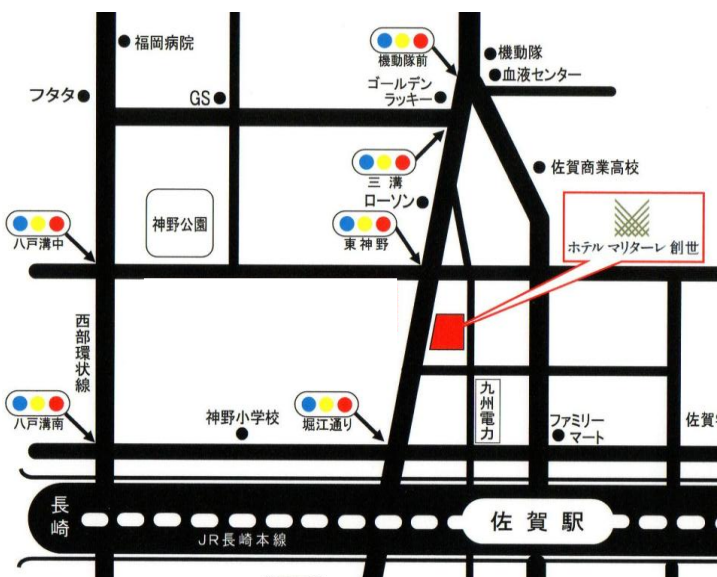 福岡病院
機動隊前
機動隊
血液センター
フタタ
GS
ゴールデン
ラッキー
三溝
佐賀商業高校
ローソン
神野公園
八戸溝中
東神野
ホテル マリターレ 創世
西部環状線
八戸溝南
神野小学校
堀江通り
九州電力
ファミリー
マート
長崎
佐賀駅
JR長崎本線